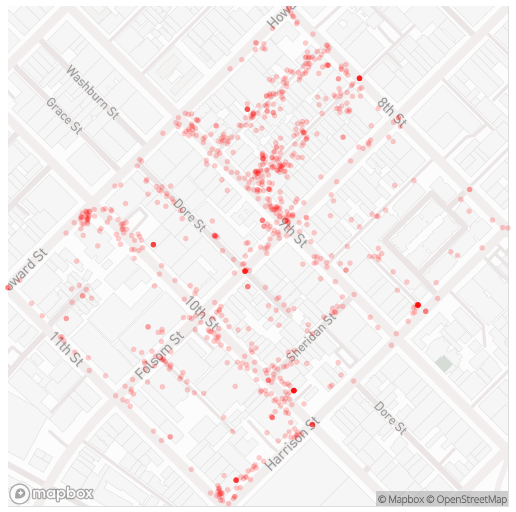 Howa
Washburn St
Grace St
8th St
Dore St
9th St
oward St
10th St
11th St
Folsom St
Sheridan St
Dore St
Harrison St
mapbox
© Mapbox © OpenStreetMap